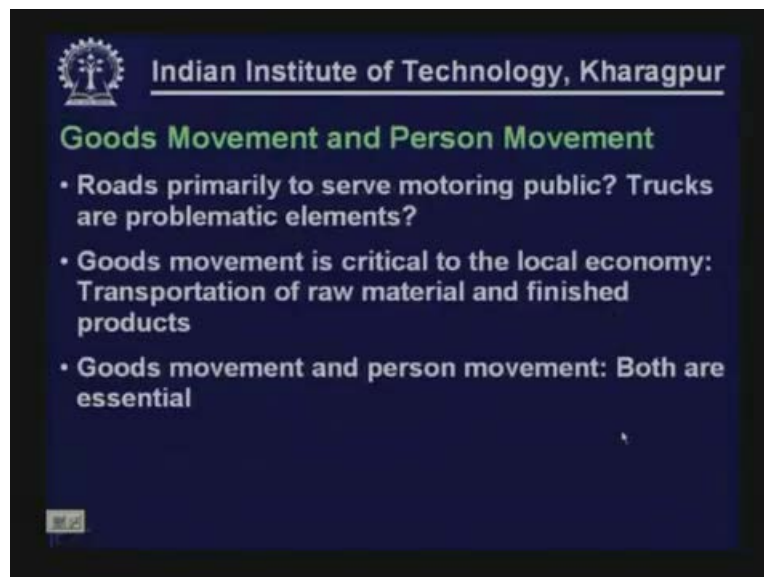 Indian Institute of Technology, Kharagpur
Goods Movement and Person Movement
• Roads primarily to serve motoring public? Trucks
are problematic elements?
• Goods movement is critical to the local economy:
Transportation of raw material and finished
products
• Goods movement and person movement: Both are
essential